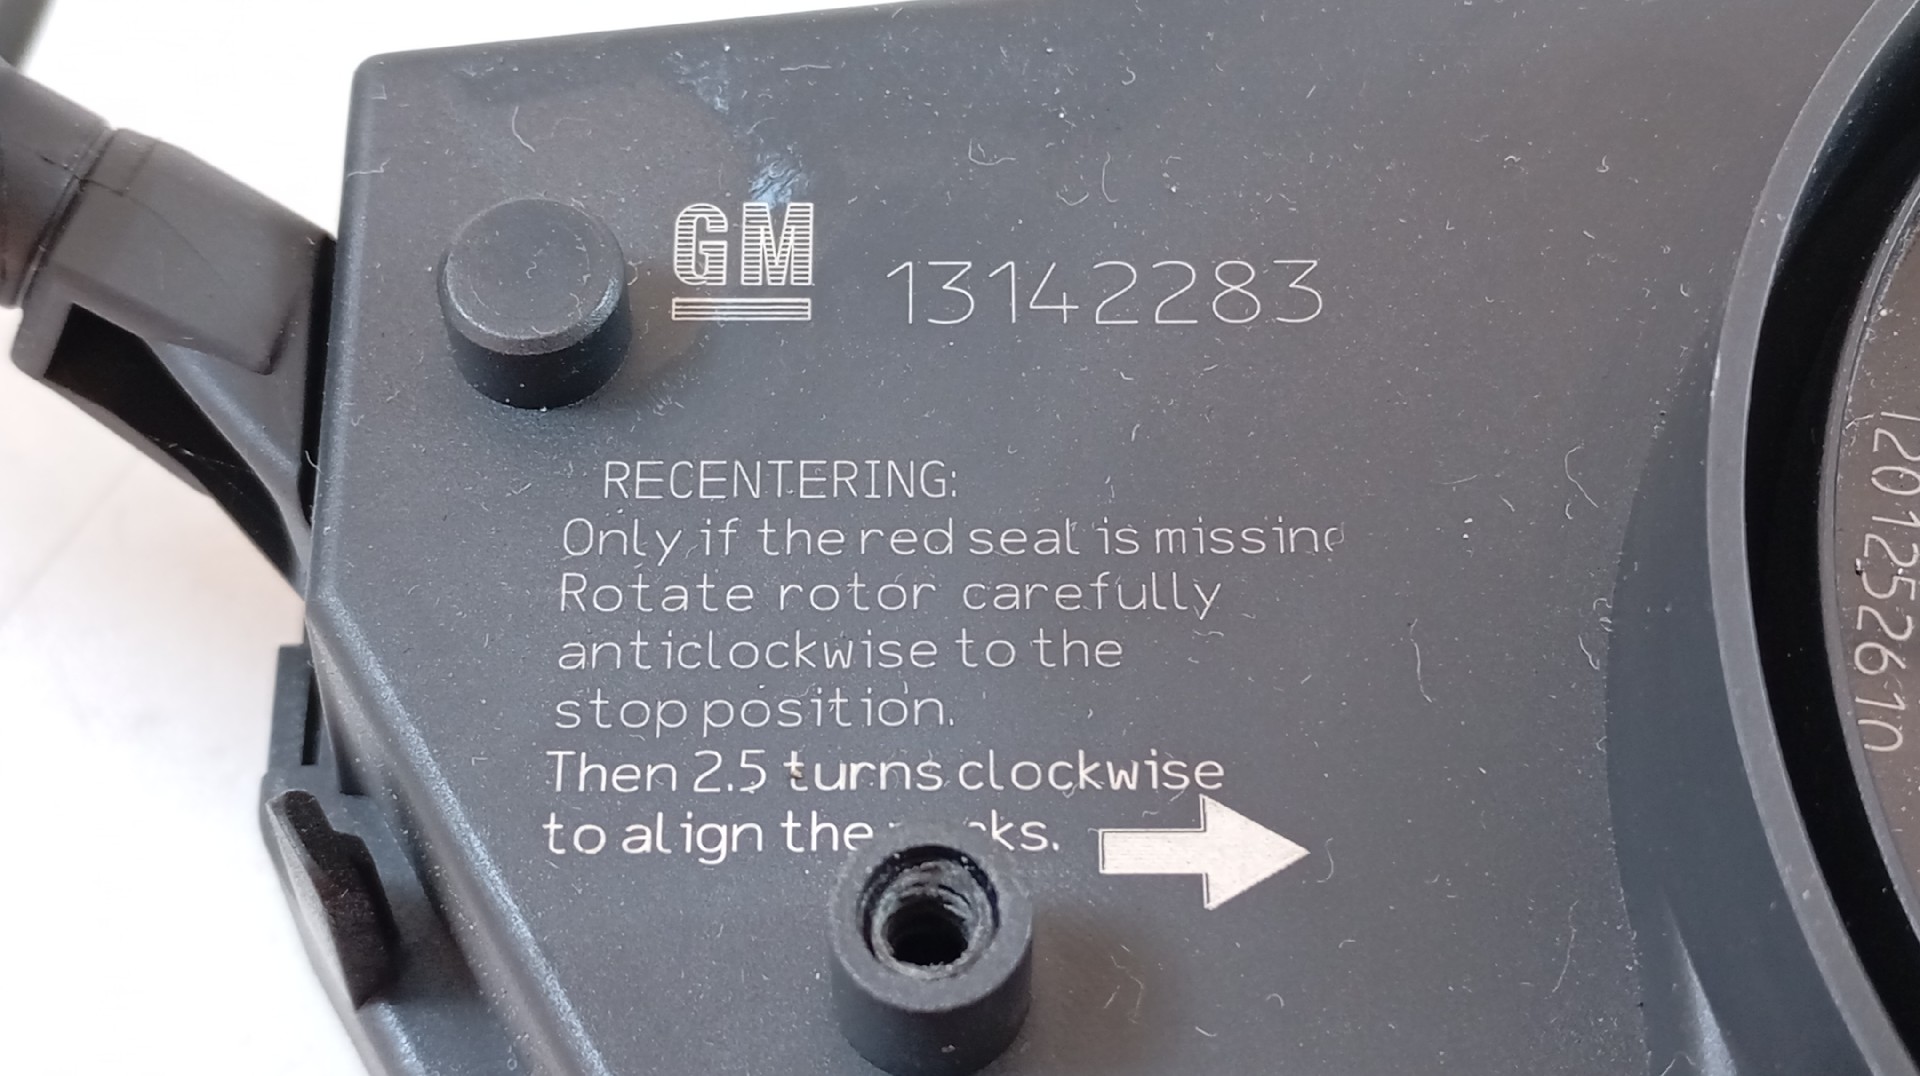 GM 13142283
RECENTERING:
Only if the red seal is missing
Rotate rotor carefully
anticlockwise to the
stop position.
Then 2.5 turns clockwise
to align the